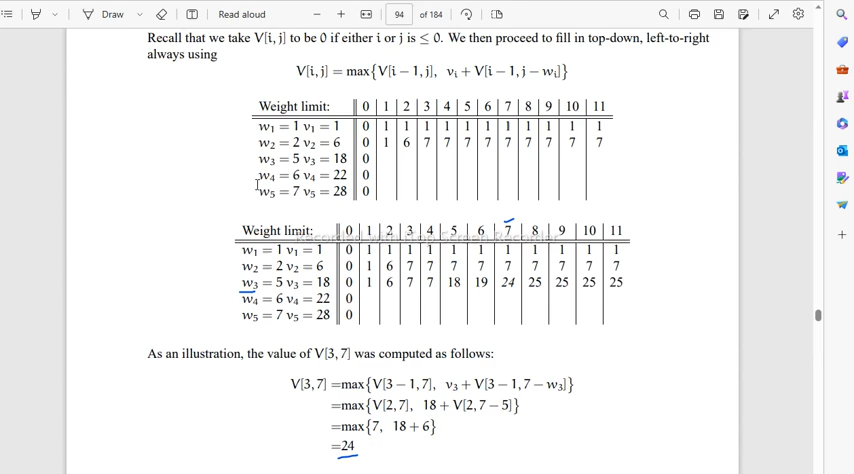 Draw Read aloud 94 of 184
Recall that we take V[i, j] to be 0 if either i or j is ≤ 0. We then proceed to fill in top-down, left-to-right
always using
V[i, j] = max{V[i − 1, j], vᵢ + V[i − 1, j − wᵢ]}
Weight limit: 0 1 2 3 4 5 6 7 8 9 10 11
w₁ = 1 v₁ = 1 0 1 1 1 1 1 1 1 1 1 1 1
w₂ = 2 v₂ = 6 0 1 6 7 7 7 7 7 7 7 7 7
w₃ = 5 v₃ = 18 0
w₄ = 6 v₄ = 22 0
w₅ = 7 v₅ = 28 0
Weight limit: 0 1 2 3 4 5 6 7 8 9 10 11
Recorded with iTop Screen Recorder
w₁ = 1 v₁ = 1 0 1 1 1 1 1 1 1 1 1 1 1
w₂ = 2 v₂ = 6 0 1 6 7 7 7 7 7 7 7 7 7
w₃ = 5 v₃ = 18 0 1 6 7 7 18 19 24 25 25 25 25
w₄ = 6 v₄ = 22 0
w₅ = 7 v₅ = 28 0
As an illustration, the value of V[3, 7] was computed as follows:
V[3, 7] =max{V[3 − 1, 7], v₃ + V[3 − 1, 7 − w₃]}
=max{V[2, 7], 18 + V[2, 7 − 5]}
=max{7, 18 + 6}
=24